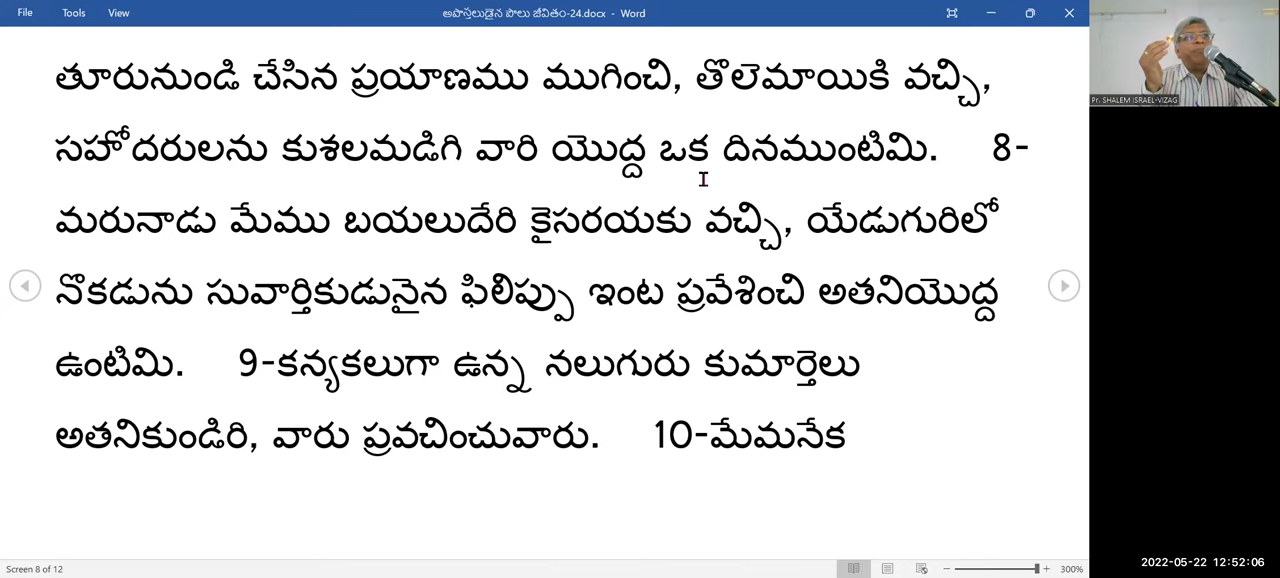 File Tools View అపొస్తలుడైన పౌలు జీవితం-24.docx - Word
తూరునుండి చేసిన ప్రయాణము ముగించి, తొలెమాయికి వచ్చి,
సహోదరులను కుశలమడిగి వారి యొద్ద ఒక దినముంటిమి. 8-
మరునాడు మేము బయలుదేరి కైసరయకు వచ్చి, యేడుగురిలో
నొకడును సువార్తికుడునైన ఫిలిప్పు ఇంట ప్రవేశించి అతనియొద్ద
ఉంటిమి. 9-కన్యకలుగా ఉన్న నలుగురు కుమార్తెలు
అతనికుండిరి, వారు ప్రవచించువారు. 10-మేమనేక
Pr. SHALEM ISRAEL-VIZAG
Screen 8 of 12
300%
2022-05-22 12:52:06